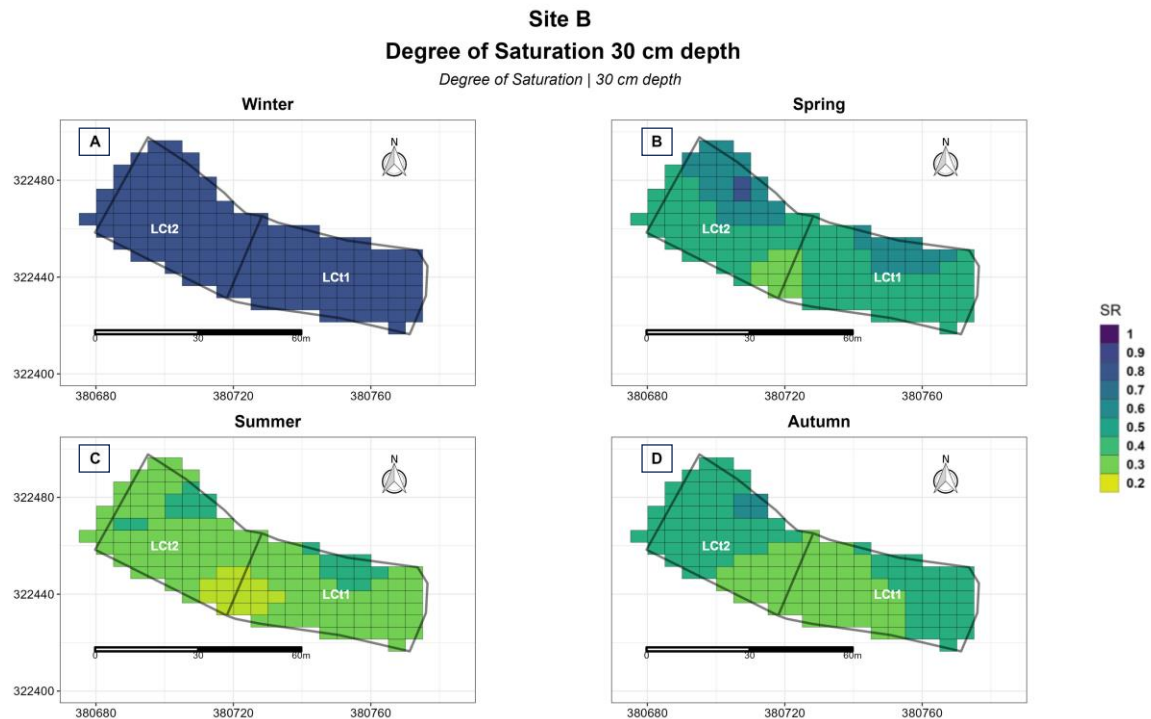 Site B
Degree of Saturation 30 cm depth
Degree of Saturation | 30 cm depth
Winter
Spring
A
N
LCt2
LCt1
0 30 60m
322480
322440
322400
380680 380720 380760
B
N
LCt2
LCt1
0 30 60m
380680 380720 380760
Summer
Autumn
C
N
LCt2
LCt1
0 30 60m
322480
322440
322400
380680 380720 380760
D
N
LCt2
LCt1
0 30 60m
380680 380720 380760
SR
1
0.9
0.8
0.7
0.6
0.5
0.4
0.3
0.2